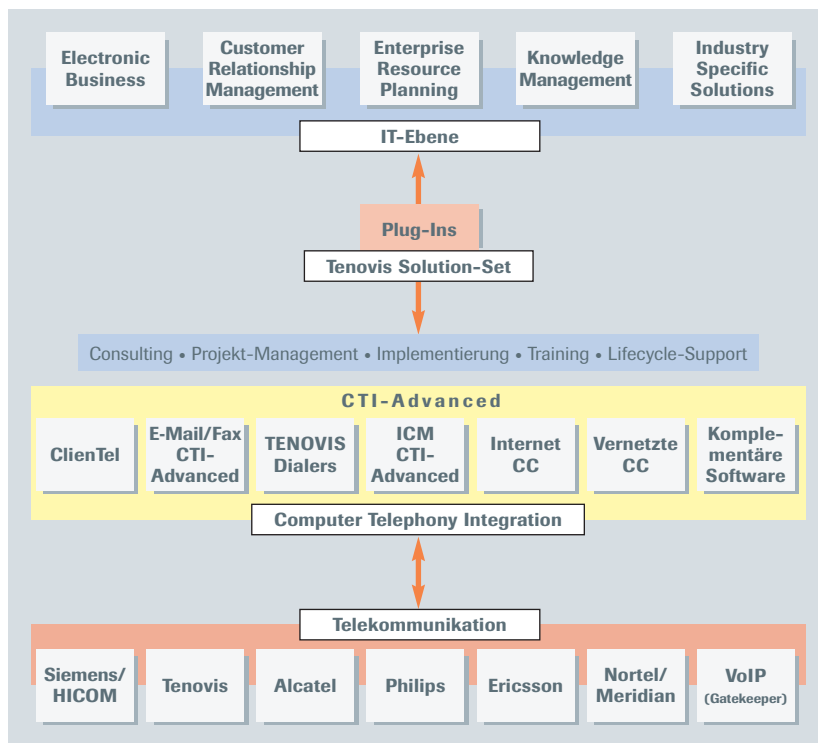 Electronic
Business
Customer
Relationship
Management
Enterprise
Resource
Planning
Knowledge
Management
Industry
Specific
Solutions
IT-Ebene
Plug-Ins
Tenovis Solution-Set
Consulting • Projekt-Management • Implementierung • Training • Lifecycle-Support
CTI-Advanced
ClienTel
E-Mail/Fax
CTI-
Advanced
TENOVIS
Dialers
ICM
CTI-
Advanced
Internet
CC
Vernetzte
CC
Komple-
mentäre
Software
Computer Telephony Integration
Telekommunikation
Siemens/
HICOM
Tenovis
Alcatel
Philips
Ericsson
Nortel/
Meridian
VoIP
(Gatekeeper)